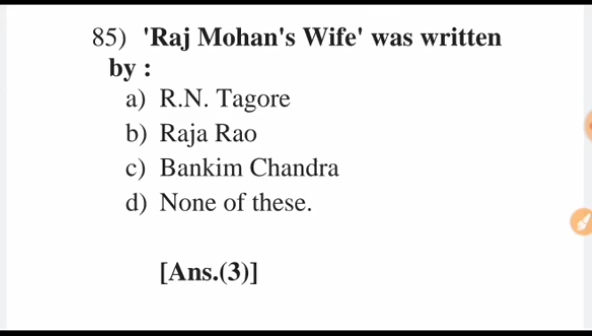 85) 'Raj Mohan's Wife' was written
by :
a) R.N. Tagore
b) Raja Rao
c) Bankim Chandra
d) None of these.
[Ans.(3)]